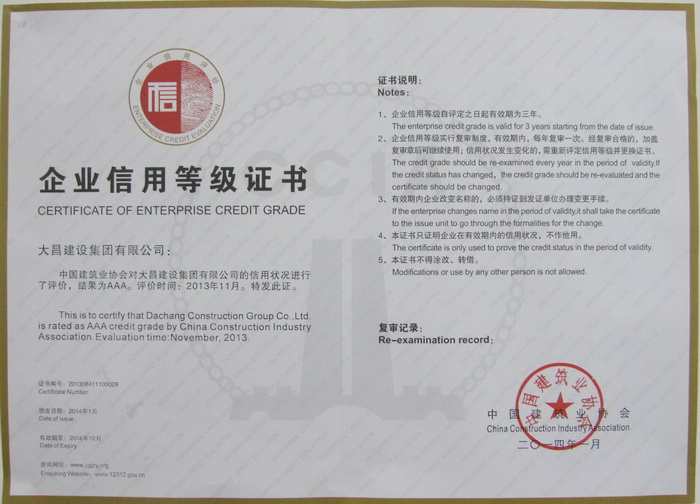 企业信用评价
信
ENTERPRISE CREDIT EVALUATION
企业信用等级证书
CERTIFICATE OF ENTERPRISE CREDIT GRADE
大昌建设集团有限公司：
中国建筑业协会对大昌建设集团有限公司的信用状况进行
了评价，结果为AAA。评价时间：2013年11月。特发此证。
This is to certify that Dachang Construction Group Co.,Ltd.
is rated as AAA credit grade by China Construction Industry
Association.Evaluation time:November, 2013.
证书编号：201308411100028
Certificate Number
颁发日期：2014年1月
Date of issue
有效期至：2016年12月
Date of Expiry
查询网址：www.zgjzy.org
Enquiring Website：www.12312.gov.cn
证书说明：
Notes:
1、企业信用等级自评定之日起有效期为三年。
The enterprise credit grade is valid for 3 years starting from the date of issue.
2、企业信用等级实行复审制度，有效期内，每年复审一次。经复审合格的，加盖
复审章后可继续使用；信用状况发生变化的，需重新评定信用等级并更换证书。
The credit grade should be re-examined every year in the period of validity.If
the credit status has changed, the credit grade should be re-evaluated and the
certificate should be changed.
3、有效期内企业改变名称的，必须持证到发证单位办理变更手续。
If the enterprise changes name in the period of validity,it shall take the certificate
to the issue unit to go through the formalities for the change.
4、本证书只证明企业在有效期内的信用状况，不作他用。
The certificate is only used to prove the credit status in the period of validity.
5、本证书不得涂改、转借。
Modifications or use by any other person is not allowed.
复审记录：
Re-examination record:
中国建筑业协会
中国建筑业协会
China Construction Industry Association
二〇一四年一月